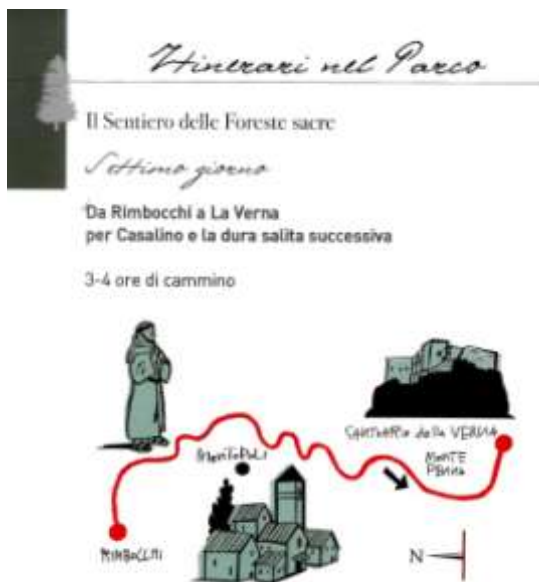 Itinerari nel Parco
Il Sentiero delle Foreste sacre
Settimo giorno
Da Rimbocchi a La Verna
per Casalino e la dura salita successiva
3-4 ore di cammino
SANTUARIO della VERNA
MONTE
PENNA
RIMBOCCHI
N